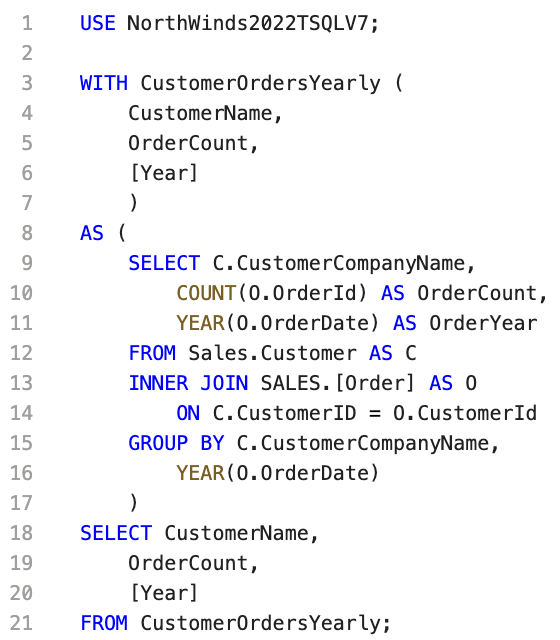 1 USE NorthWinds2022TSQLV7;
2
3 WITH CustomerOrdersYearly (
4 CustomerName,
5 OrderCount,
6 [Year]
7 )
8 AS (
9 SELECT C.CustomerCompanyName,
10 COUNT(O.OrderId) AS OrderCount,
11 YEAR(O.OrderDate) AS OrderYear
12 FROM Sales.Customer AS C
13 INNER JOIN SALES.[Order] AS O
14 ON C.CustomerID = O.CustomerId
15 GROUP BY C.CustomerCompanyName,
16 YEAR(O.OrderDate)
17 )
18 SELECT CustomerName,
19 OrderCount,
20 [Year]
21 FROM CustomerOrdersYearly;